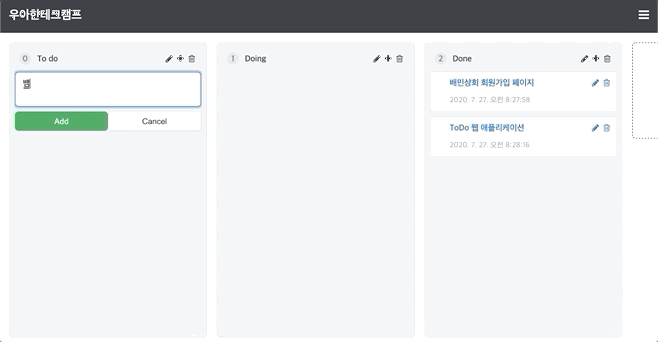 우아한테크캠프
0 To do
Add Cancel
1 Doing
2 Done
배민상회 회원가입 페이지
2020. 7. 27. 오전 8:27:58
ToDo 웹 애플리케이션
2020. 7. 27. 오전 8:28:16